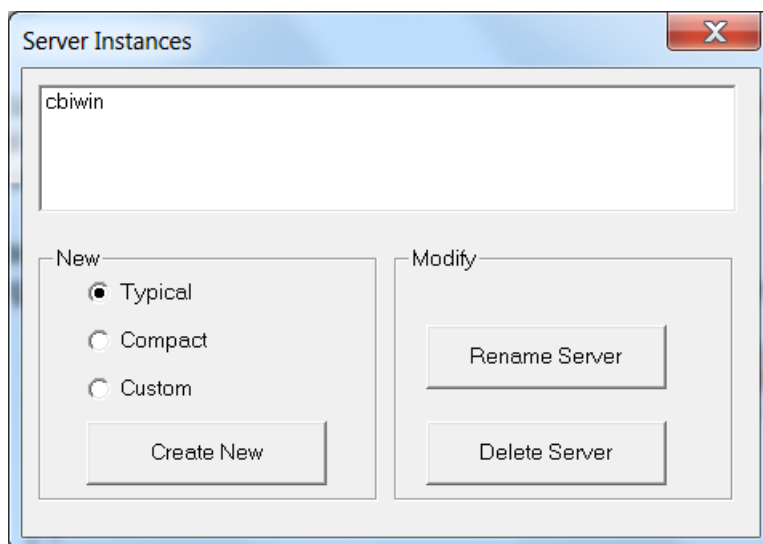 Server Instances
cbiwin
New
Typical
Compact
Custom
Create New
Modify
Rename Server
Delete Server